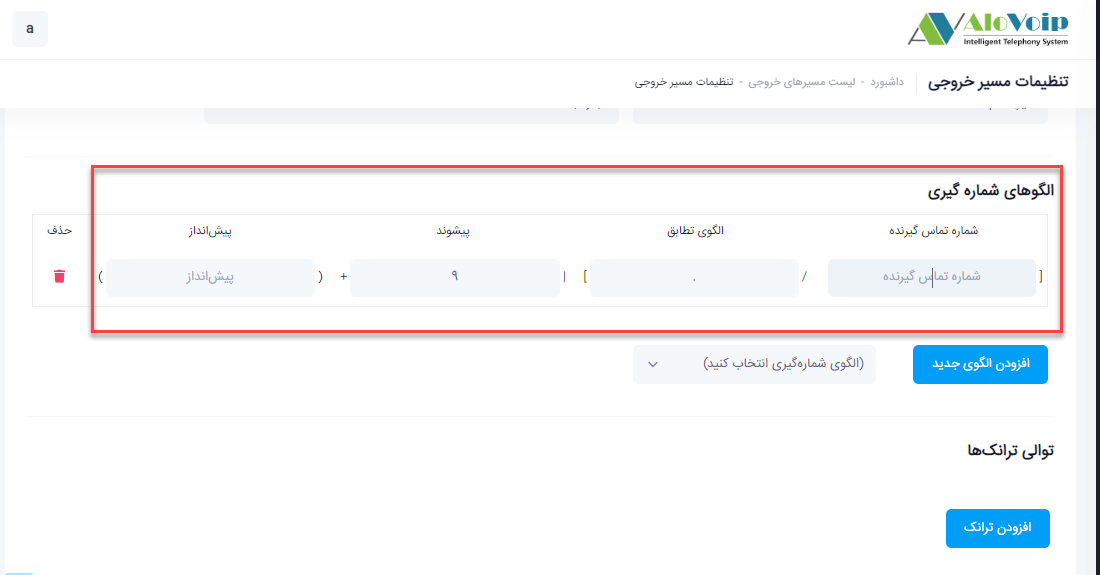 a
AloVoip
Intelligent Telephony System
تنظیمات مسیر خروجی
داشبورد - لیست مسیرهای خروجی - تنظیمات مسیر خروجی
الگوهای شماره گیری
شماره تماس گیرنده الگوی تطابق پیشوند پیش‌انداز حذف
[ شماره تماس گیرنده / . ] | ۹ + ( پیش‌انداز )
افزودن الگوی جدید (الگوی شماره‌گیری انتخاب کنید)
توالی ترانک‌ها
افزودن ترانک